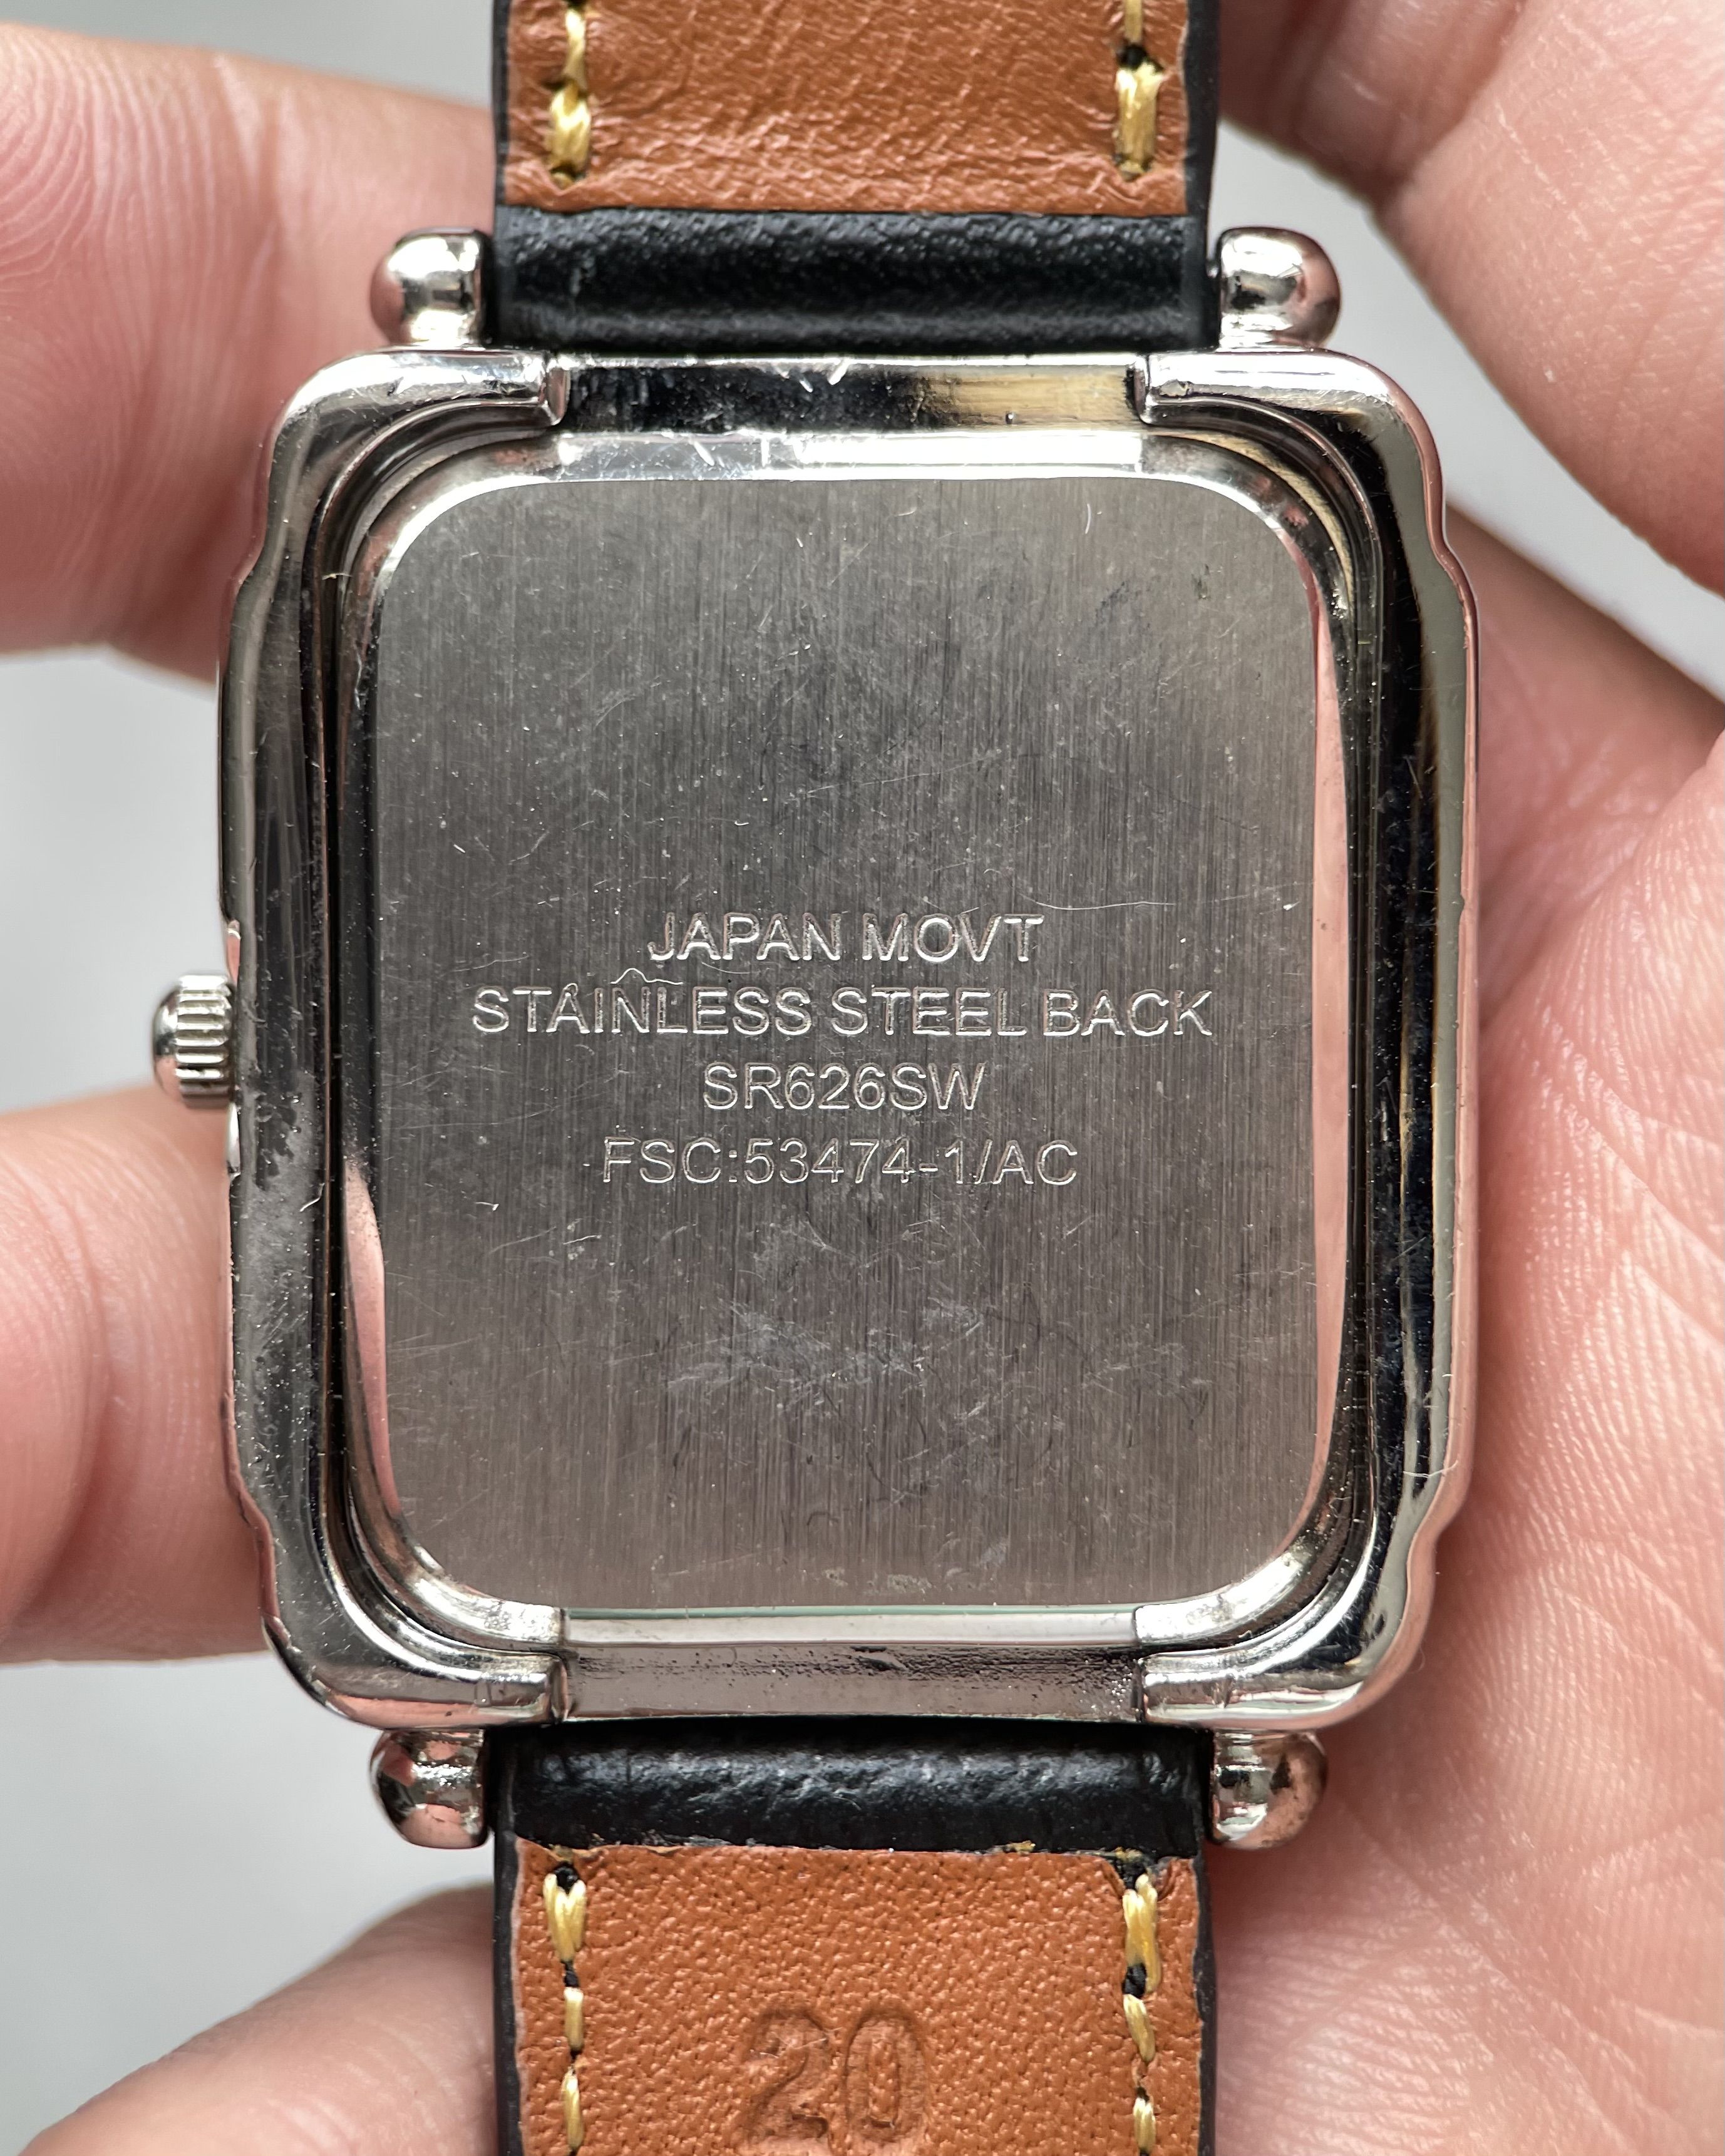 JAPAN MOVT
STAINLESS STEEL BACK
SR626SW
FSC:53474-1/AC
20